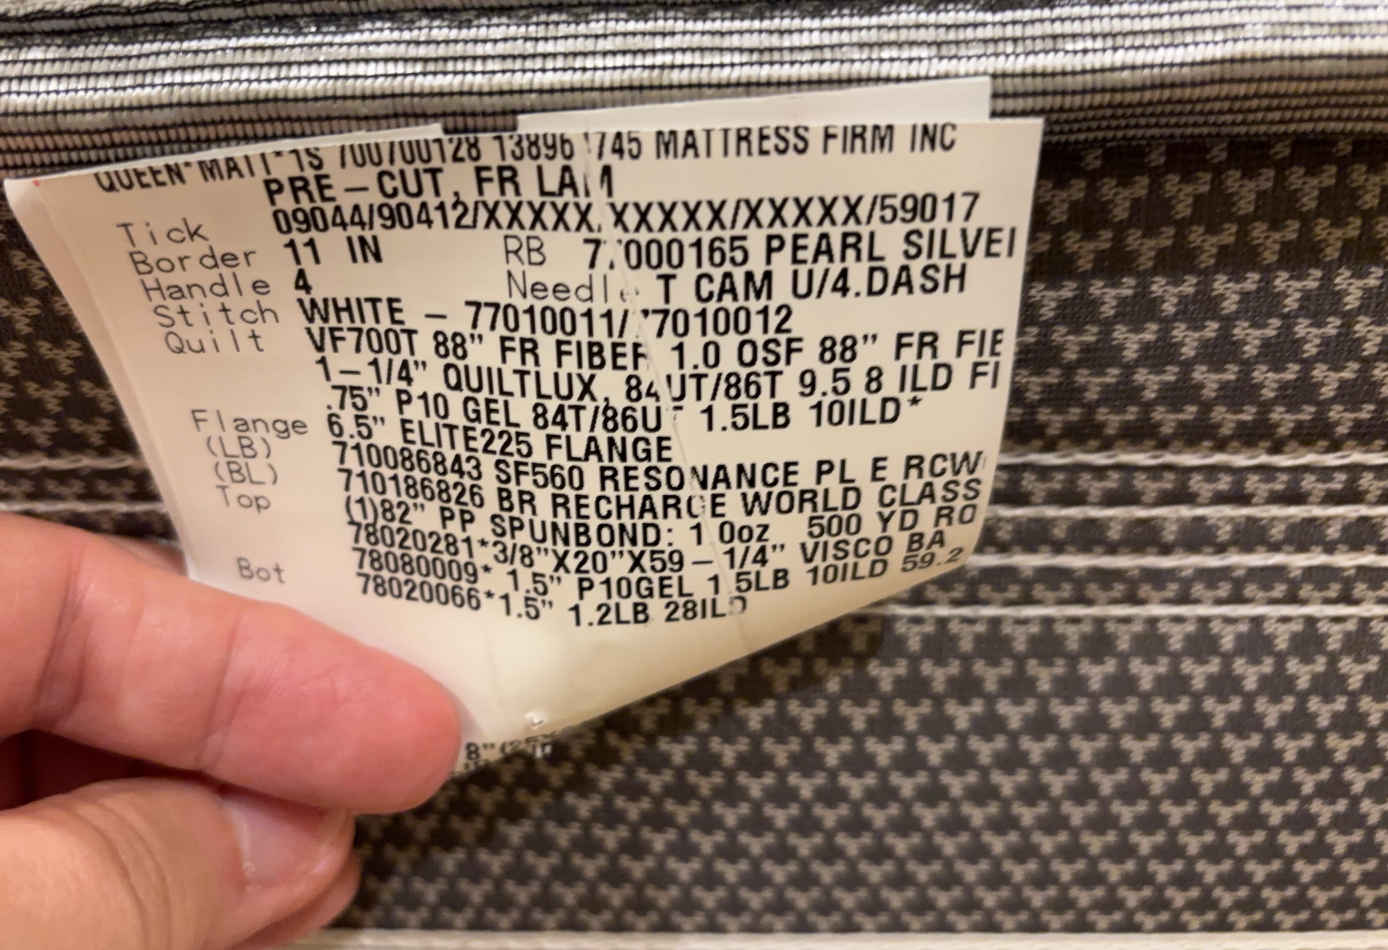 QUEEN MATT*1S 700700128 13896 1745 MATTRESS FIRM INC
PRE-CUT, FR LAM
Tick 09044/90412/XXXXX/XXXXX/XXXXX/59017
Border 11 IN RB 000165 PEARL SILVE
Handle 4 Needle T CAM U/4.DASH
Stitch WHITE - 77010011/77010012
Quilt VF700T 88" FR FIBER 1.0 OSF 88" FR FIB
1-1/4" QUILTLUX, 84UT/86T 9.5 8 ILD FI
.75" P10 GEL 84T/86UT 1.5LB 10ILD*
Flange 6.5" ELITE225 FLANGE
(LB) 710086843 SF560 RESONANCE PL E RCW
(BL) 710186826 BR RECHARGE WORLD CLASS
Top (1)82" PP SPUNBOND: 1 0oz 500 YD RO
78020281*3/8"X20"X59-1/4" VISCO BA
78080009* 1.5" P10GEL 1.5LB 10ILD 59.2
Bot 78020066*1.5" 1.2LB 28ILD